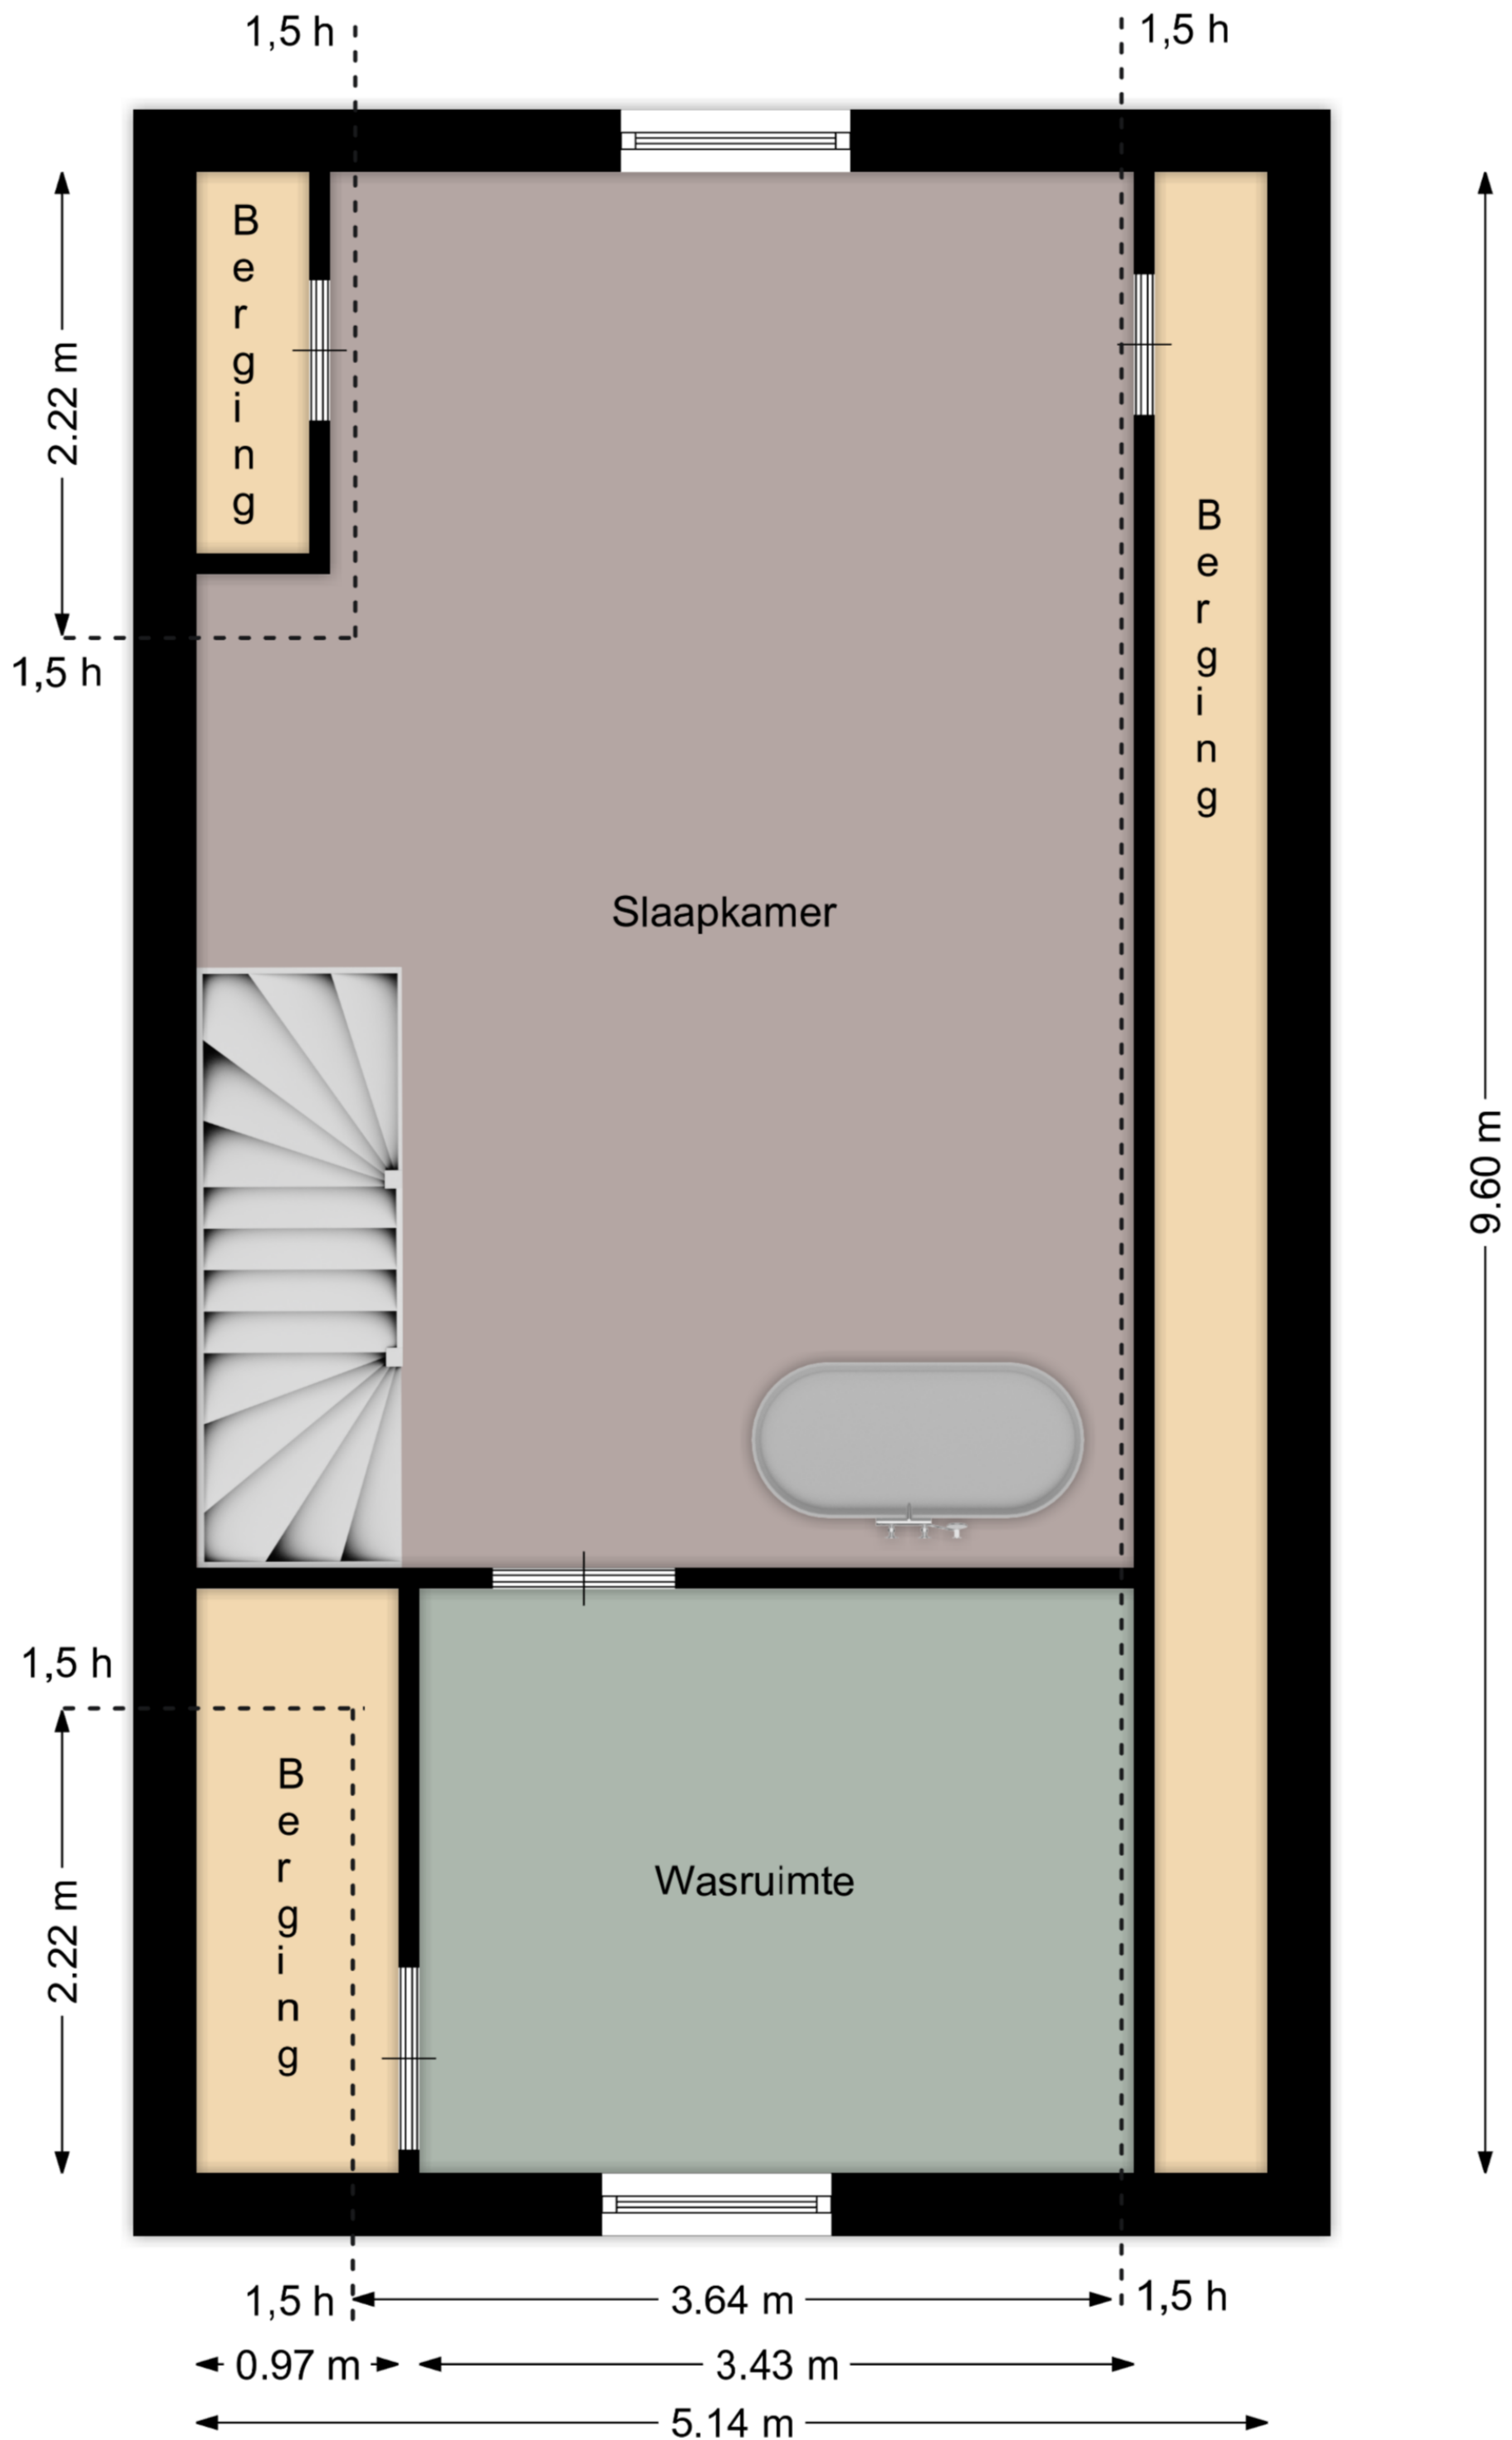 1,5 h
1,5 h
Berging
2.22 m
1,5 h
Berging
Slaapkamer
9.60 m
1,5 h
Berging
2.22 m
Wasruimte
1,5 h
3.64 m
1,5 h
0.97 m
3.43 m
5.14 m